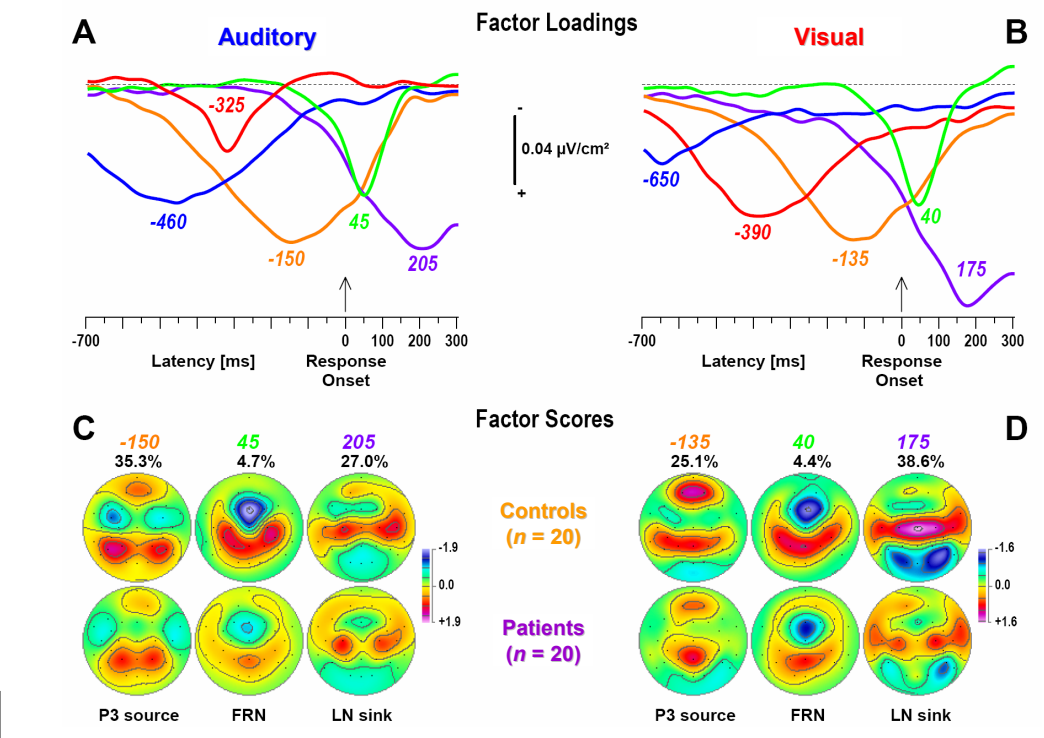 Factor Loadings
A
Auditory
Visual
B
-325
-460
-150
45
205
-
0.04 µV/cm²
+
-650
-390
-135
40
175
-700 0 100 200 300
Latency [ms] Response Onset
-700 0 100 200 300
Latency [ms] Response Onset
Factor Scores
C
D
-150 45 205
35.3% 4.7% 27.0%
-135 40 175
25.1% 4.4% 38.6%
Controls
(n = 20)
-1.9
0.0
+1.9
-1.6
0.0
+1.6
Patients
(n = 20)
P3 source FRN LN sink
P3 source FRN LN sink